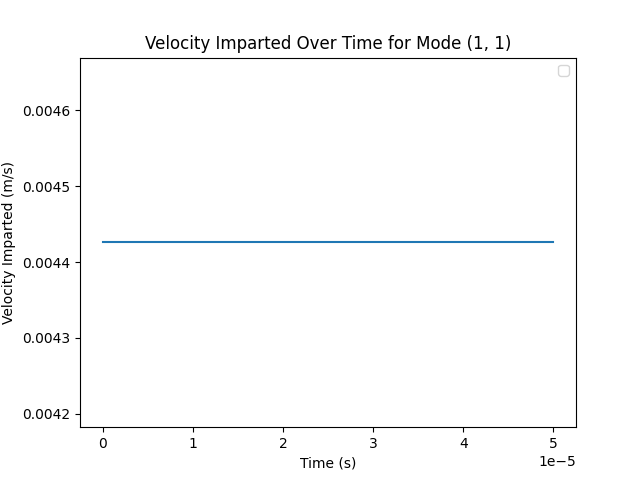 Velocity Imparted Over Time for Mode (1, 1)
Velocity Imparted (m/s)
0.0046
0.0045
0.0044
0.0043
0.0042
0 1 2 3 4 5
1e−5
Time (s)